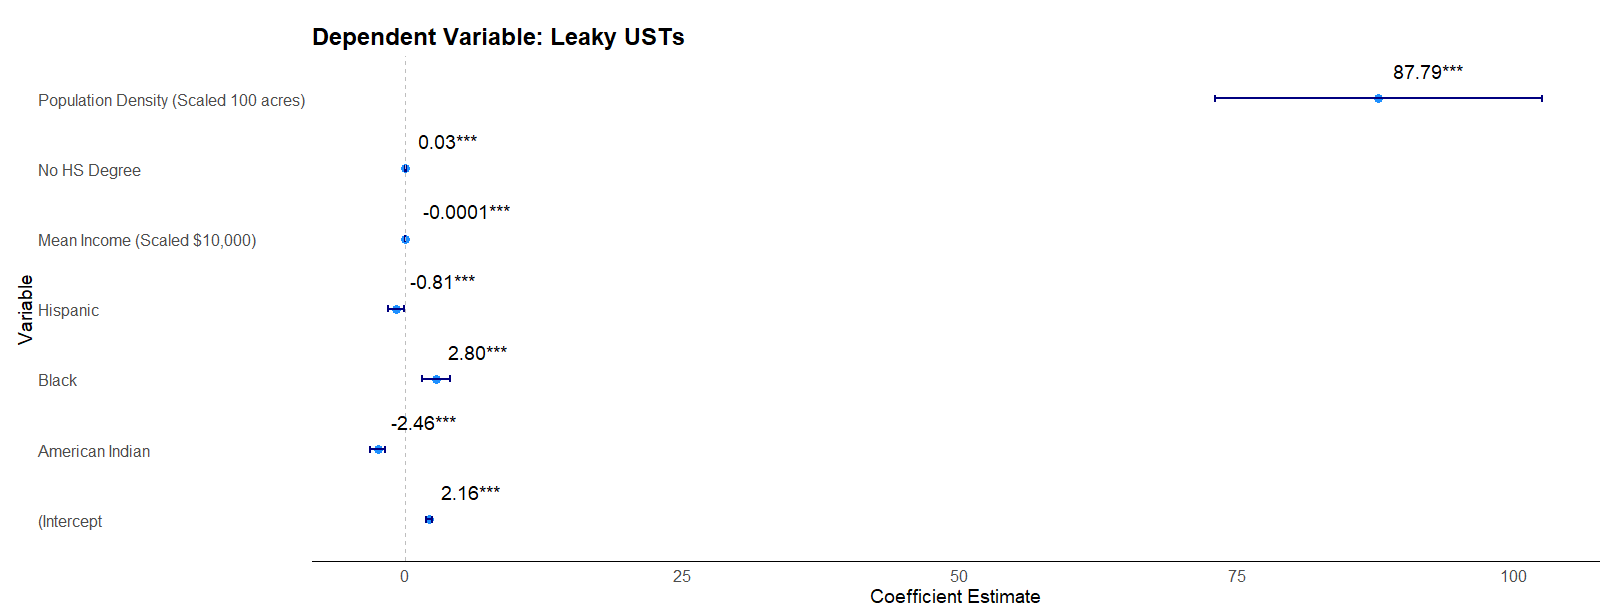 Dependent Variable: Leaky USTs
87.79***
Population Density (Scaled 100 acres)
0.03***
No HS Degree
-0.0001***
Mean Income (Scaled $10,000)
-0.81***
Hispanic
Variable
2.80***
Black
-2.46***
American Indian
2.16***
(Intercept
0 25 50 75 100
Coefficient Estimate